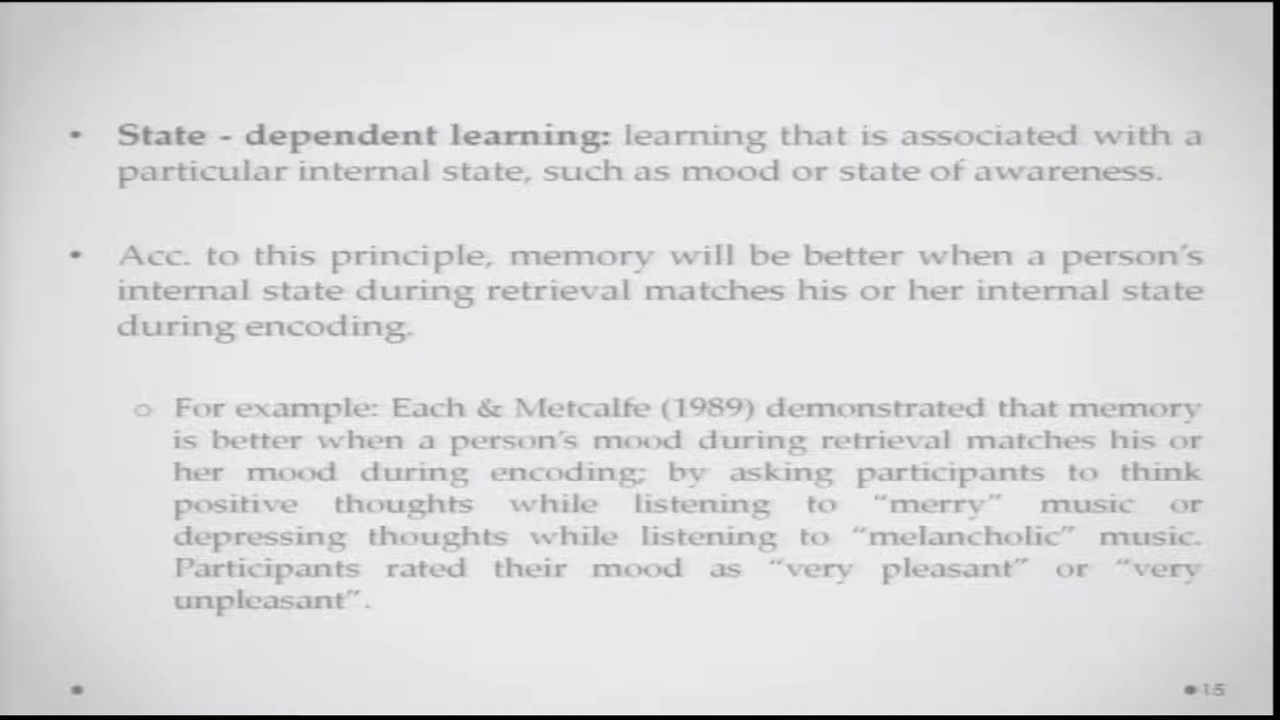 • State - dependent learning: learning that is associated with a
particular internal state, such as mood or state of awareness.
• Acc. to this principle, memory will be better when a person's
internal state during retrieval matches his or her internal state
during encoding.
o For example: Each & Metcalfe (1989) demonstrated that memory
is better when a person's mood during retrieval matches his or
her mood during encoding; by asking participants to think
positive thoughts while listening to “merry” music or
depressing thoughts while listening to “melancholic” music.
Participants rated their mood as “very pleasant” or “very
unpleasant”.
15